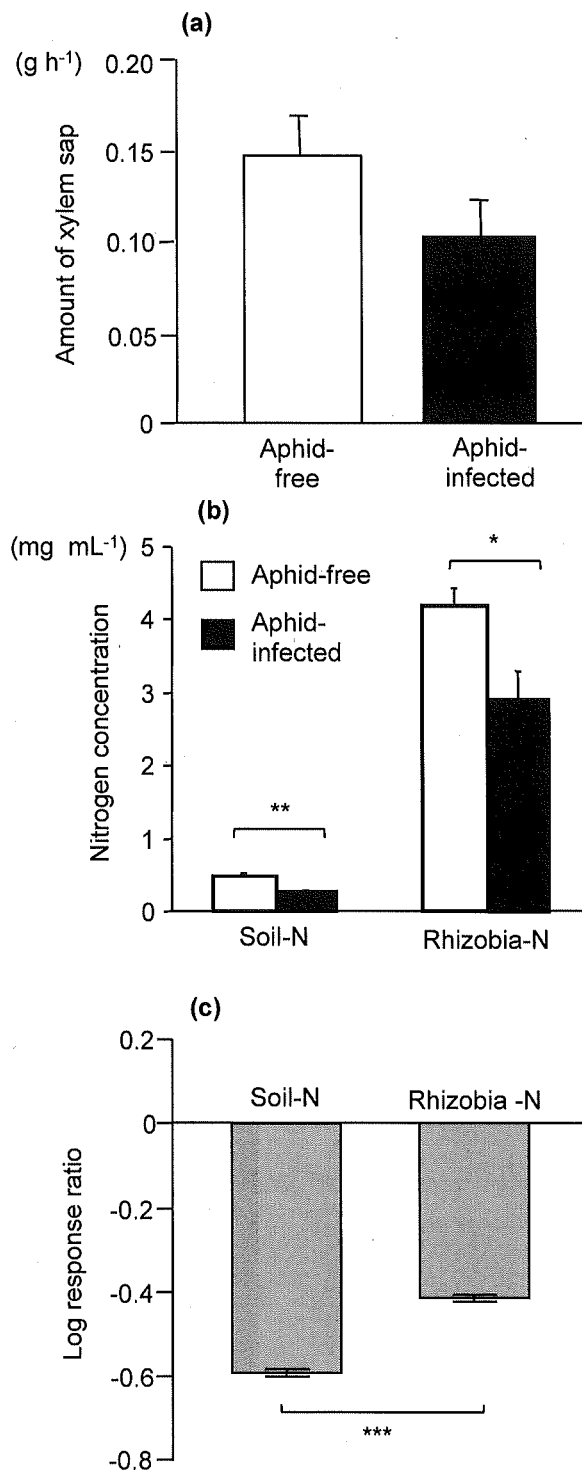 (a)
(g h⁻¹)
0.20
0.15
0.10
0.05
0
Amount of xylem sap
Aphid-
free
Aphid-
infected
(b)
(mg mL⁻¹)
5
4
3
2
1
0
Nitrogen concentration
Aphid-free
Aphid-
infected
**
*
Soil-N
Rhizobia-N
(c)
0.2
0
-0.2
-0.4
-0.6
-0.8
Log response ratio
Soil-N
Rhizobia -N
***